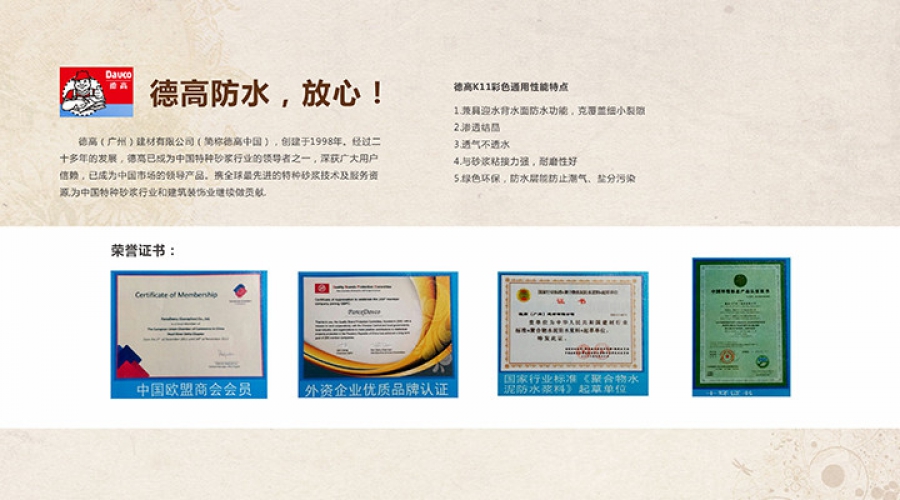 Davco
德高
德高防水，放心！
德高（广州）建材有限公司（简称德高中国），创建于1998年。经过二
十多年的发展，德高已成为中国特种砂浆行业的领导者之一，深获广大用户
信赖，已成为中国市场的领导产品。携全球最先进的特种砂浆技术及服务资
源,为中国特种砂浆行业和建筑装饰业继续做贡献.
德高K11彩色通用性能特点
1.兼具迎水背水面防水功能，克覆盖细小裂隙
2.渗透结晶
3.透气不透水
4.与砂浆粘接力强，耐磨性好
5.绿色环保，防水层能防止潮气、盐分污染
荣誉证书：
Certificate of Membership
中国欧盟商会会员
Quality Brands Protection Committee
ParexDavco
外资企业优质品牌认证
证 书
特发此证。
国家行业标准《聚合物水
泥防水浆料》起草单位